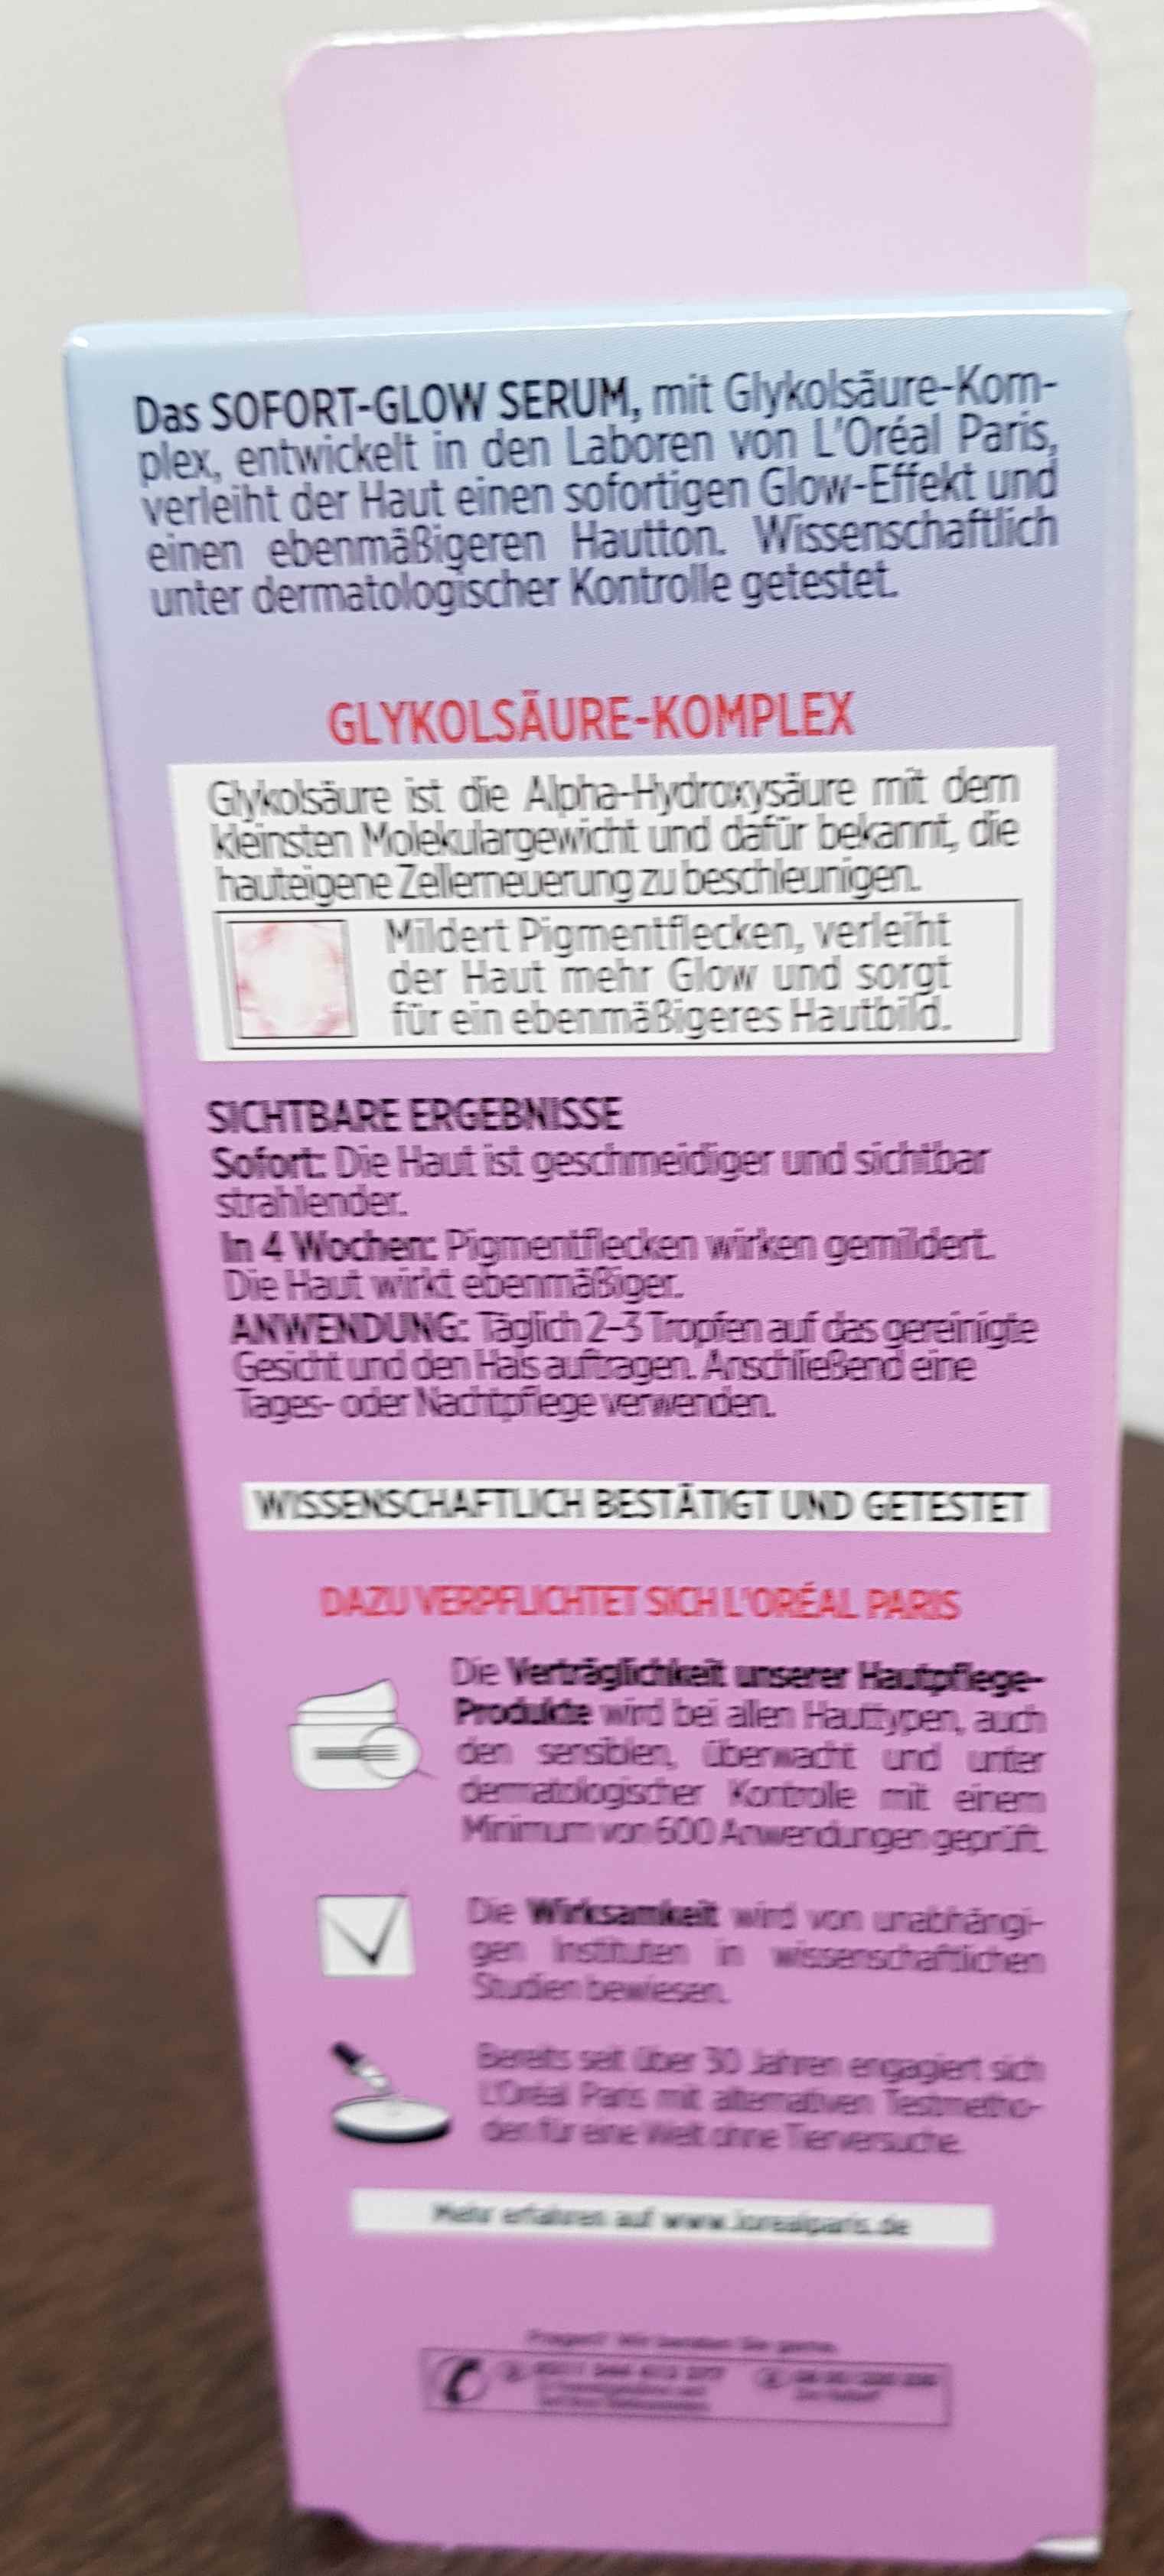 Das SOFORT-GLOW SERUM, mit Glykolsäure-Kom-
plex, entwickelt in den Laboren von L'Oréal Paris,
verleiht der Haut einen sofortigen Glow-Effekt und
einen ebenmäßigeren Hautton. Wissenschaftlich
unter dermatologischer Kontrolle getestet.
GLYKOLSÄURE-KOMPLEX
Glykolsäure ist die Alpha-Hydroxysäure mit dem
kleinsten Molekulargewicht und dafür bekannt, die
hauteigene Zellerneuerung zu beschleunigen.
Mildert Pigmentflecken, verleiht
der Haut mehr Glow und sorgt
für ein ebenmäßigeres Hautbild.
SICHTBARE ERGEBNISSE
Sofort: Die Haut ist geschmeidiger und sichtbar
strahlender.
In 4 Wochen: Pigmentflecken wirken gemildert.
Die Haut wirkt ebenmäßiger.
ANWENDUNG: Täglich 2-3 Tropfen auf das gereinigte
Gesicht und den Hals auftragen. Anschließend eine
Tages- oder Nachtpflege verwenden.
WISSENSCHAFTLICH BESTÄTIGT UND GETESTET
DAZU VERPFLICHTET SICH L'ORÉAL PARIS
Die Verträglichkeit unserer Hautpflege-
Produkte wird bei allen Hauttypen, auch
den sensiblen, überwacht und unter
dermatologischer Kontrolle mit einem
Minimum von 600 Anwendungen geprüft.
Die Wirksamkeit wird von unabhängi-
gen Instituten in wissenschaftlichen
Studien bewiesen.
Bereits seit über 30 Jahren engagiert sich
L'Oréal Paris mit alternativen Testmetho-
den für eine Welt ohne Tierversuche.
Mehr erfahren auf www.lorealparis.de
Fragen? Wir beraten Sie gerne.